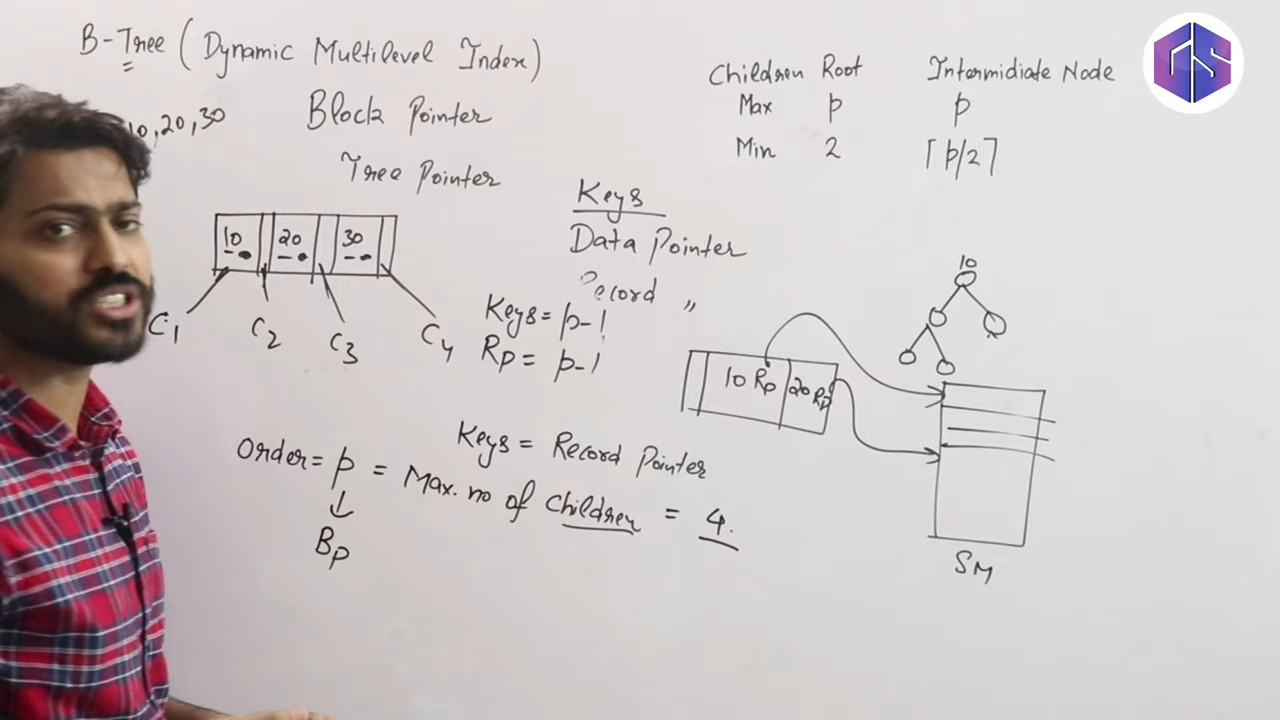 B-Tree (Dynamic Multilevel Index)
10, 20, 30
Block Pointer
Tree Pointer
Children Root Intermidiate Node
Max p p
Min 2 ⌈p/2⌉
Keys
Data Pointer
Record "
10 20 30
C1 C2 C3 C4
Keys = p-1
Rp = p-1
10
10 Rp 20 Rp
Keys = Record Pointer
Order = p = Max. no of children = 4.
↓
Bp
SM
GS